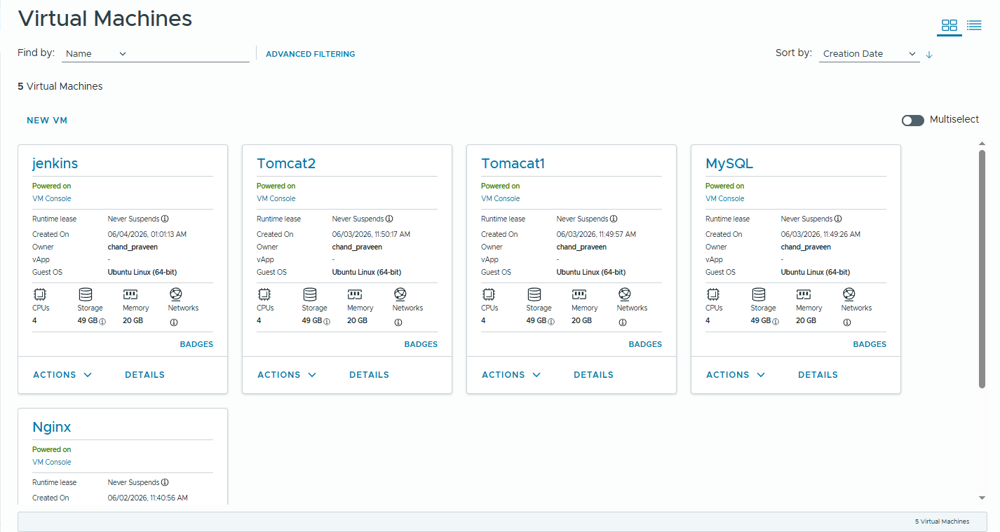 Virtual Machines
Find by: Name ADVANCED FILTERING Sort by: Creation Date
5 Virtual Machines
NEW VM Multiselect
jenkins
Powered on
VM Console
Runtime lease Never Suspends
Created On 06/04/2026, 01:01:13 AM
Owner chand_praveen
vApp -
Guest OS Ubuntu Linux (64-bit)
CPUs Storage Memory Networks
4 49 GB 20 GB
BADGES
ACTIONS DETAILS
Tomcat2
Powered on
VM Console
Runtime lease Never Suspends
Created On 06/03/2026, 11:50:17 AM
Owner chand_praveen
vApp -
Guest OS Ubuntu Linux (64-bit)
CPUs Storage Memory Networks
4 49 GB 20 GB
BADGES
ACTIONS DETAILS
Tomacat1
Powered on
VM Console
Runtime lease Never Suspends
Created On 06/03/2026, 11:49:57 AM
Owner chand_praveen
vApp -
Guest OS Ubuntu Linux (64-bit)
CPUs Storage Memory Networks
4 49 GB 20 GB
BADGES
ACTIONS DETAILS
MySQL
Powered on
VM Console
Runtime lease Never Suspends
Created On 06/03/2026, 11:49:26 AM
Owner chand_praveen
vApp -
Guest OS Ubuntu Linux (64-bit)
CPUs Storage Memory Networks
4 49 GB 20 GB
BADGES
ACTIONS DETAILS
Nginx
Powered on
VM Console
Runtime lease Never Suspends
Created On 06/02/2026, 11:40:56 AM
5 Virtual Machines